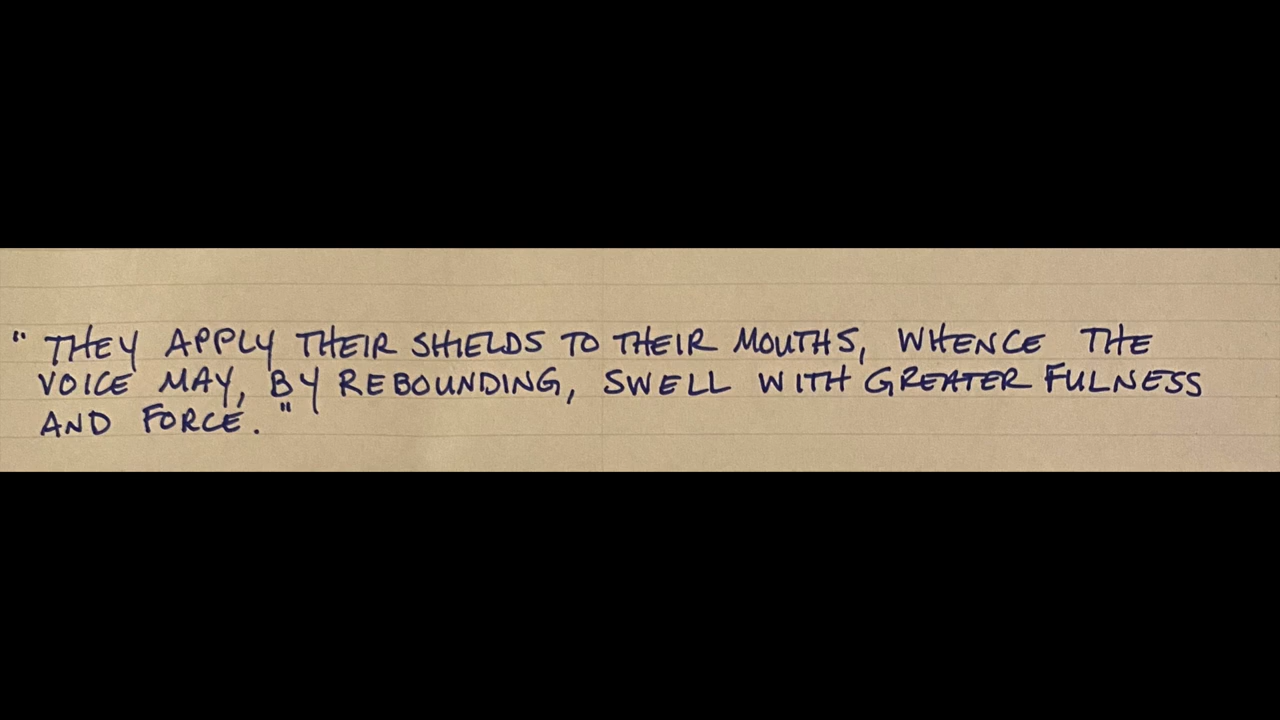 "THEY APPLY THEIR SHIELDS TO THEIR MOUTHS, WHENCE THE
VOICE MAY, BY REBOUNDING, SWELL WITH GREATER FULNESS
AND FORCE."